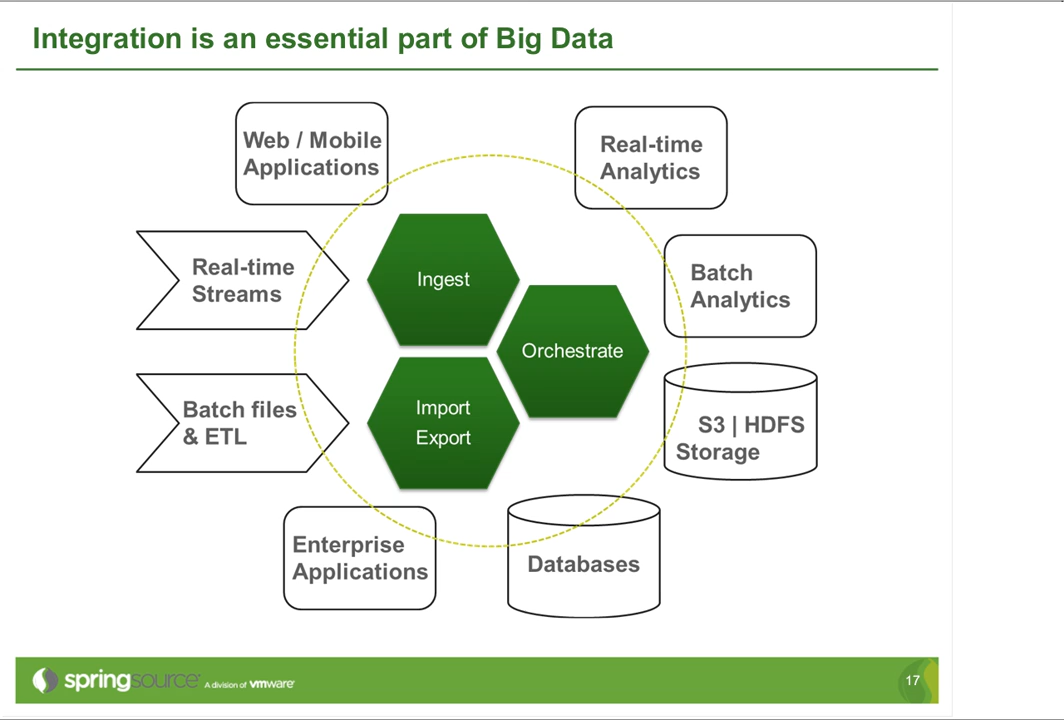 Integration is an essential part of Big Data
Web / Mobile
Applications
Real-time
Analytics
Real-time
Streams
Ingest
Batch
Analytics
Orchestrate
Batch files
& ETL
Import
Export
S3 | HDFS
Storage
Enterprise
Applications
Databases
springsource A division of vmware
17